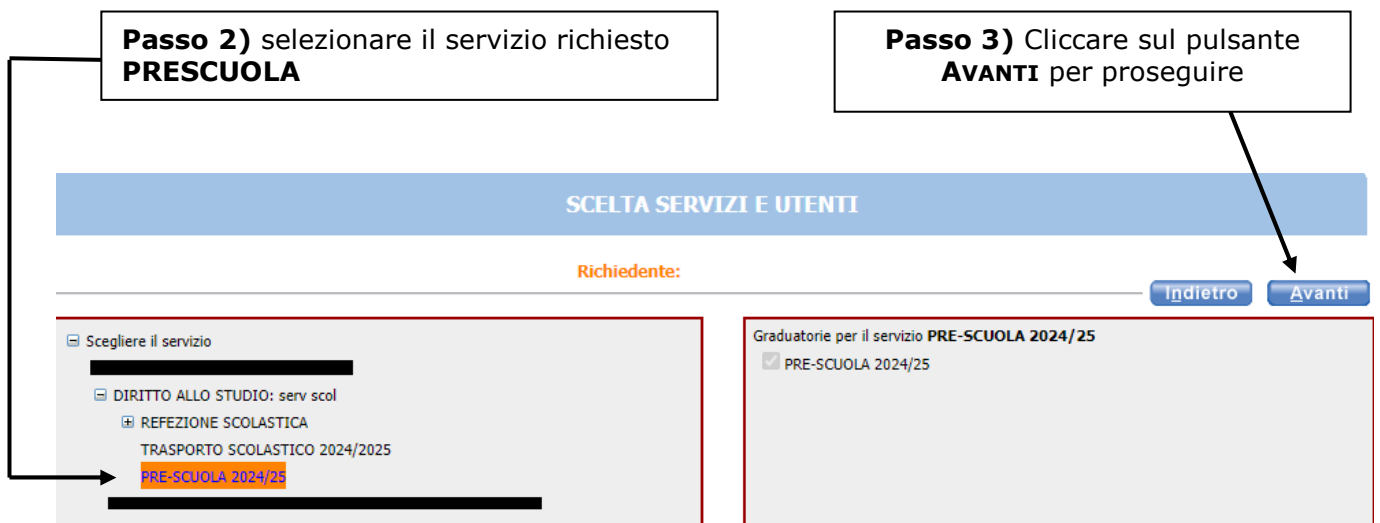 Passo 2) selezionare il servizio richiesto
PRESCUOLA
Passo 3) Cliccare sul pulsante
AVANTI per proseguire
SCELTA SERVIZI E UTENTI
Richiedente:
Indietro
Avanti
Scegliere il servizio
DIRITTO ALLO STUDIO: serv scol
REFEZIONE SCOLASTICA
TRASPORTO SCOLASTICO 2024/2025
PRE-SCUOLA 2024/25
Graduatorie per il servizio PRE-SCUOLA 2024/25
PRE-SCUOLA 2024/25